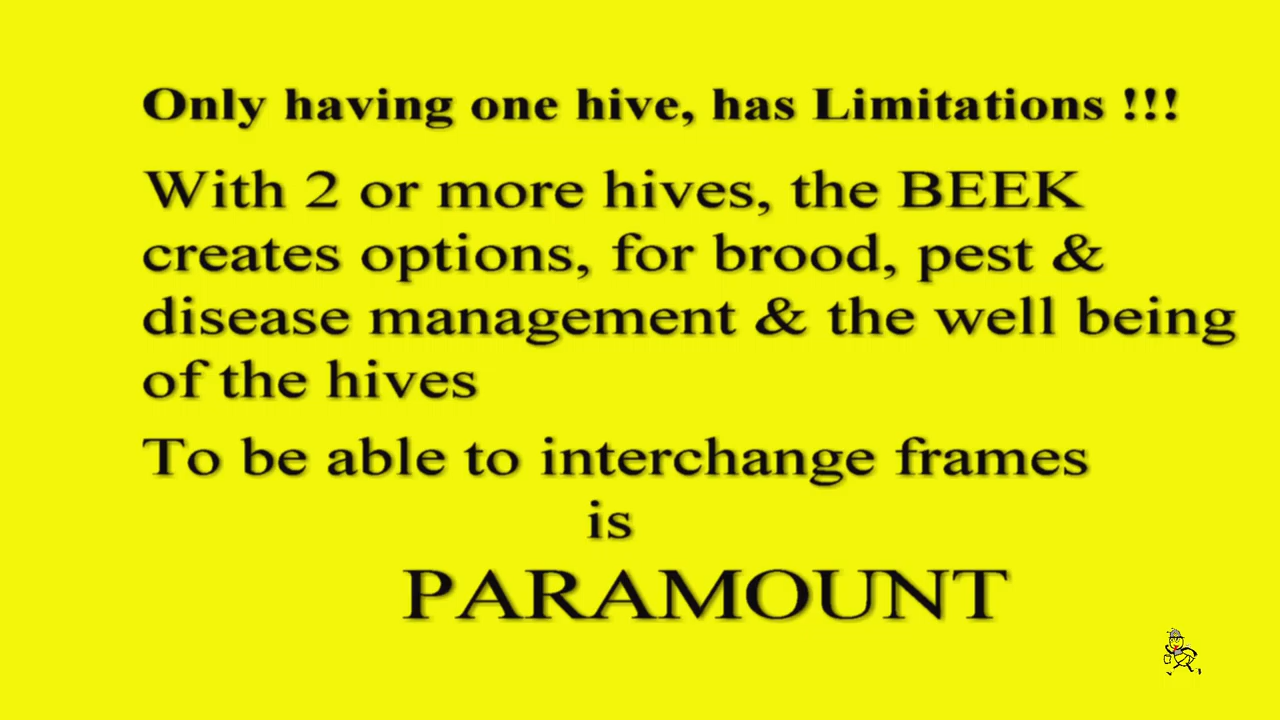 Only having one hive, has Limitations !!!
With 2 or more hives, the BEEK
creates options, for brood, pest &
disease management & the well being
of the hives
To be able to interchange frames
is
PARAMOUNT